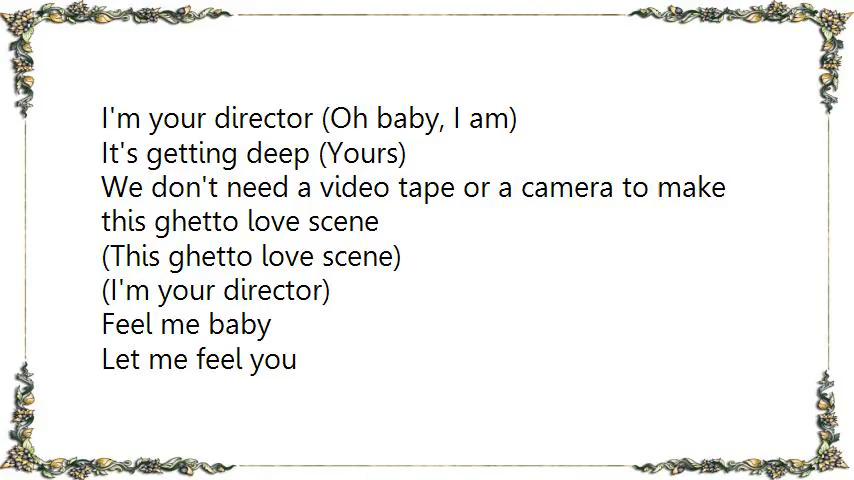 I'm your director (Oh baby, I am)
It's getting deep (Yours)
We don't need a video tape or a camera to make
this ghetto love scene
(This ghetto love scene)
(I'm your director)
Feel me baby
Let me feel you